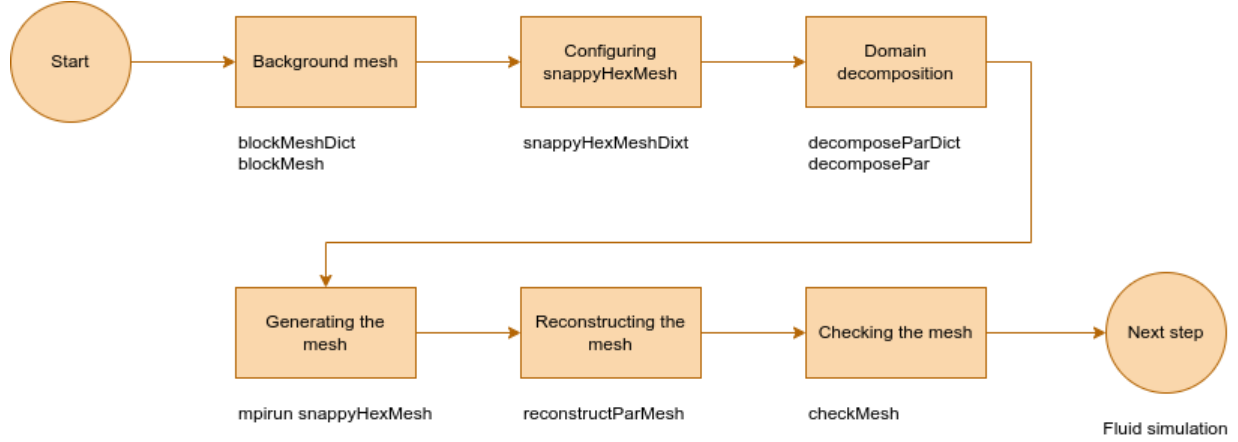 Start
Background mesh
Configuring
snappyHexMesh
Domain
decomposition
blockMeshDict
blockMesh
snappyHexMeshDixt
decomposeParDict
decomposePar
Generating the
mesh
Reconstructing the
mesh
Checking the mesh
Next step
mpirun snappyHexMesh
reconstructParMesh
checkMesh
Fluid simulation